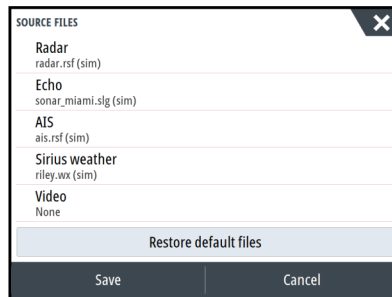 SOURCE FILES
Radar
radar.rsf (sim)
Echo
sonar_miami.slg (sim)
AIS
ais.rsf (sim)
Sirius weather
riley.wx (sim)
Video
None
Restore default files
Save
Cancel